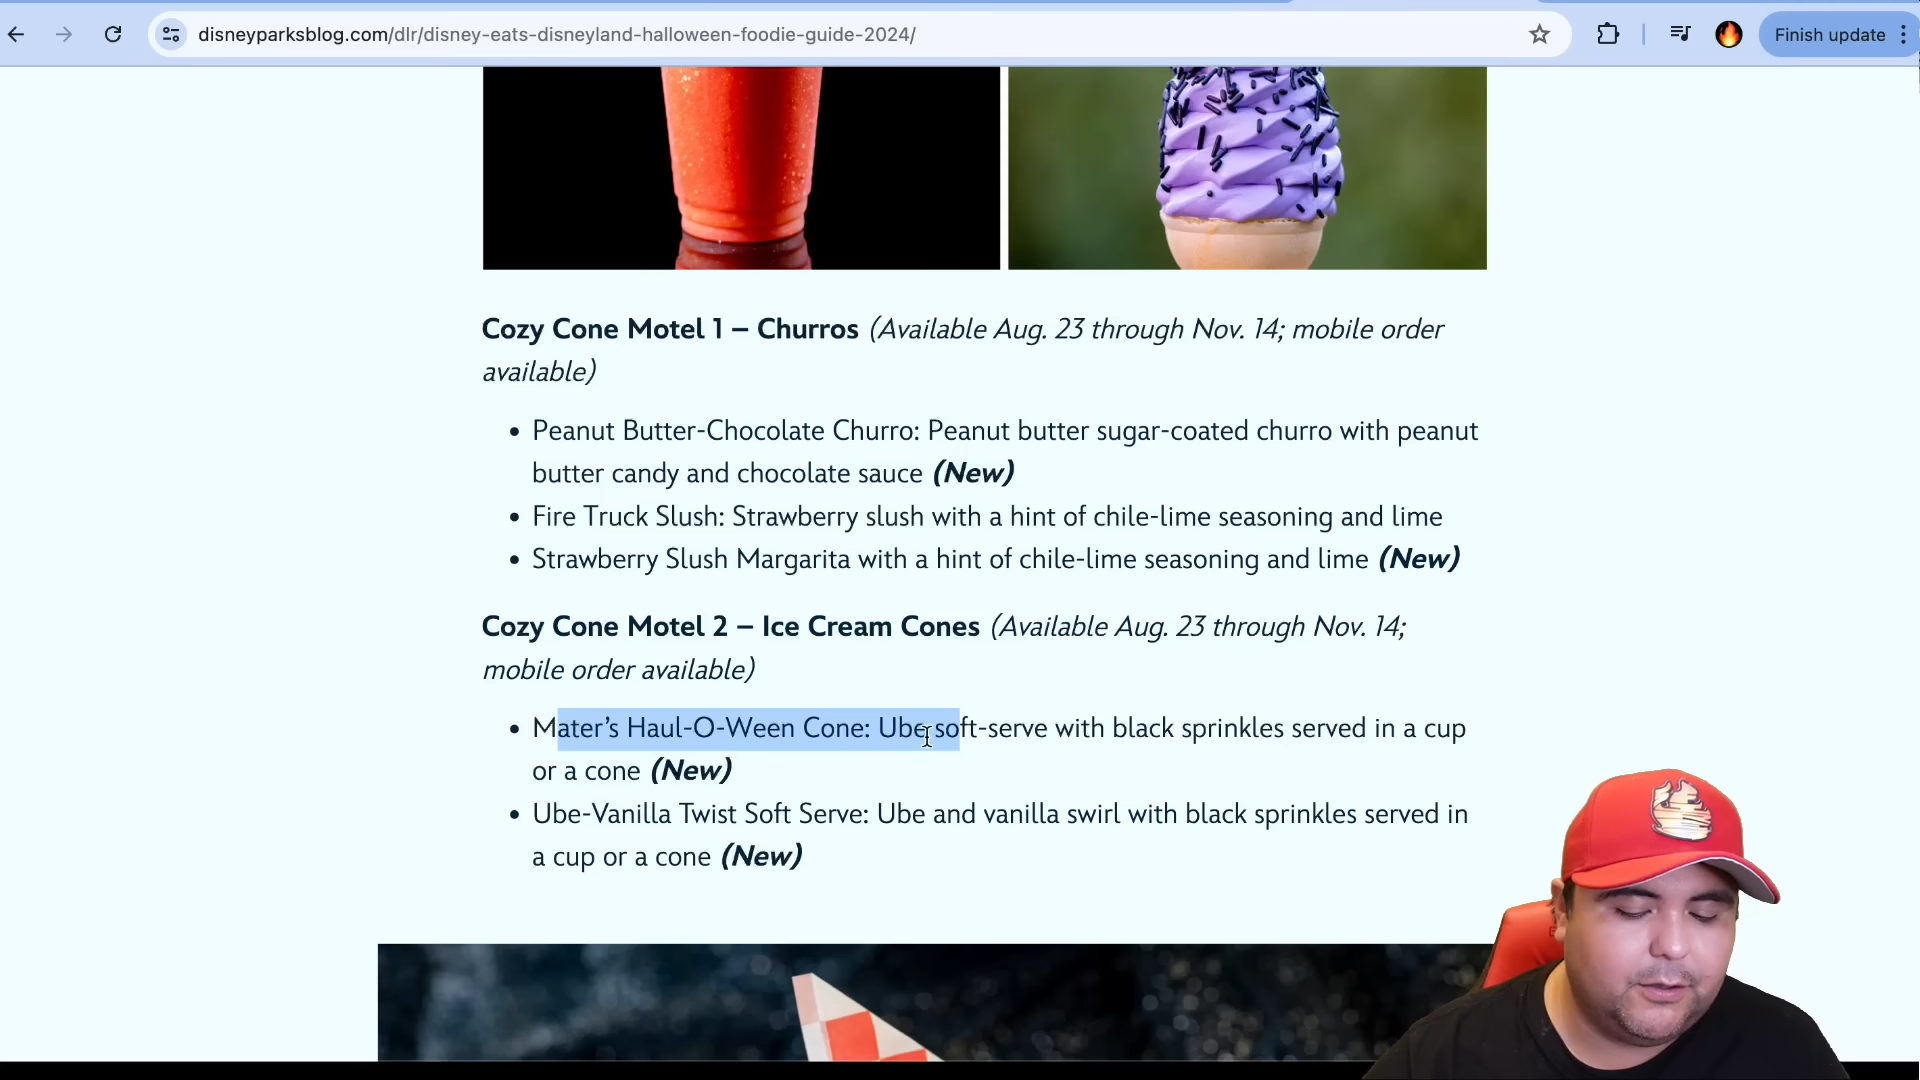 disneyparksblog.com/dlr/disney-eats-disneyland-halloween-foodie-guide-2024/
Finish update
Cozy Cone Motel 1 – Churros (Available Aug. 23 through Nov. 14; mobile order
available)
• Peanut Butter-Chocolate Churro: Peanut butter sugar-coated churro with peanut
butter candy and chocolate sauce (New)
• Fire Truck Slush: Strawberry slush with a hint of chile-lime seasoning and lime
• Strawberry Slush Margarita with a hint of chile-lime seasoning and lime (New)
Cozy Cone Motel 2 – Ice Cream Cones (Available Aug. 23 through Nov. 14;
mobile order available)
• Mater’s Haul-O-Ween Cone: Ube soft-serve with black sprinkles served in a cup
or a cone (New)
• Ube-Vanilla Twist Soft Serve: Ube and vanilla swirl with black sprinkles served in
a cup or a cone (New)